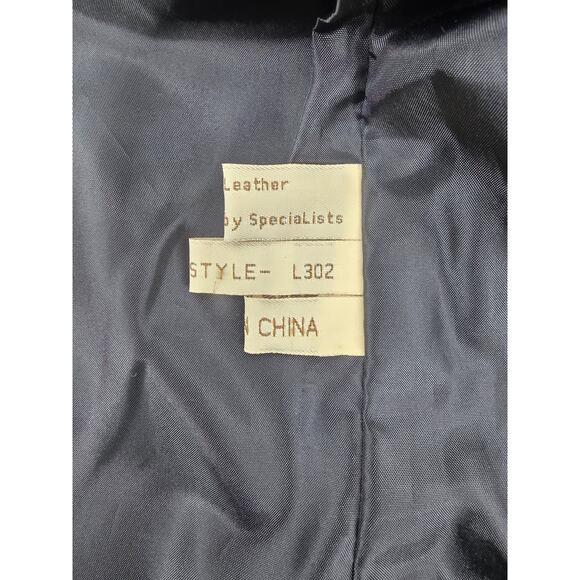 Leather
by SpeciaLists
STYLE- L302
N CHINA